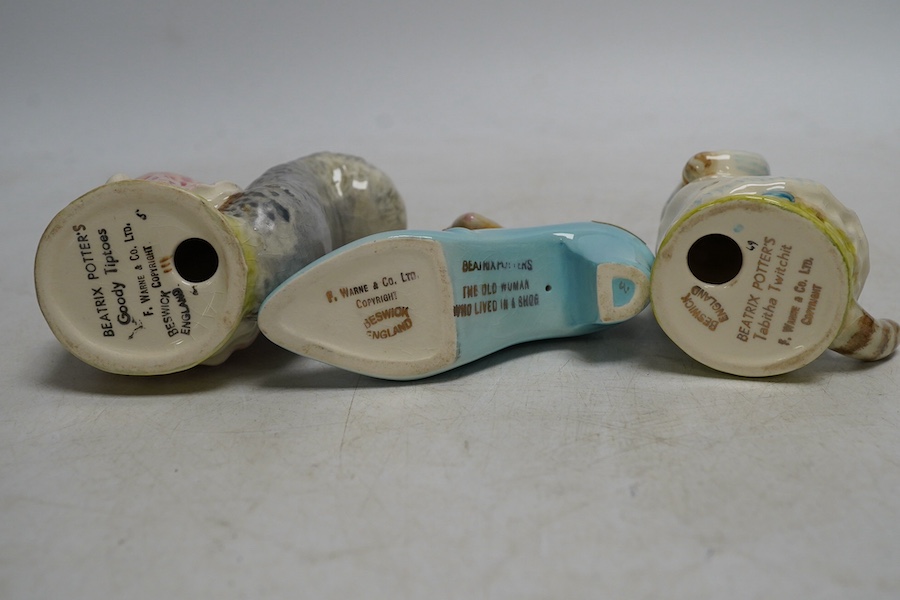 BEATRIX POTTER'S
Goody Tiptoes
F. WARNE & Co. LTD.
COPYRIGHT
BESWICK
ENGLAND
5
F. WARNE & Co. LTD.
COPYRIGHT
BESWICK
ENGLAND
BEATRIX POTTER'S
THE OLD WOMAN
WHO LIVED IN A SHOE
BEATRIX POTTER'S
Tabitha Twitchit
F. WARNE & Co. LTD.
COPYRIGHT
BESWICK
ENGLAND